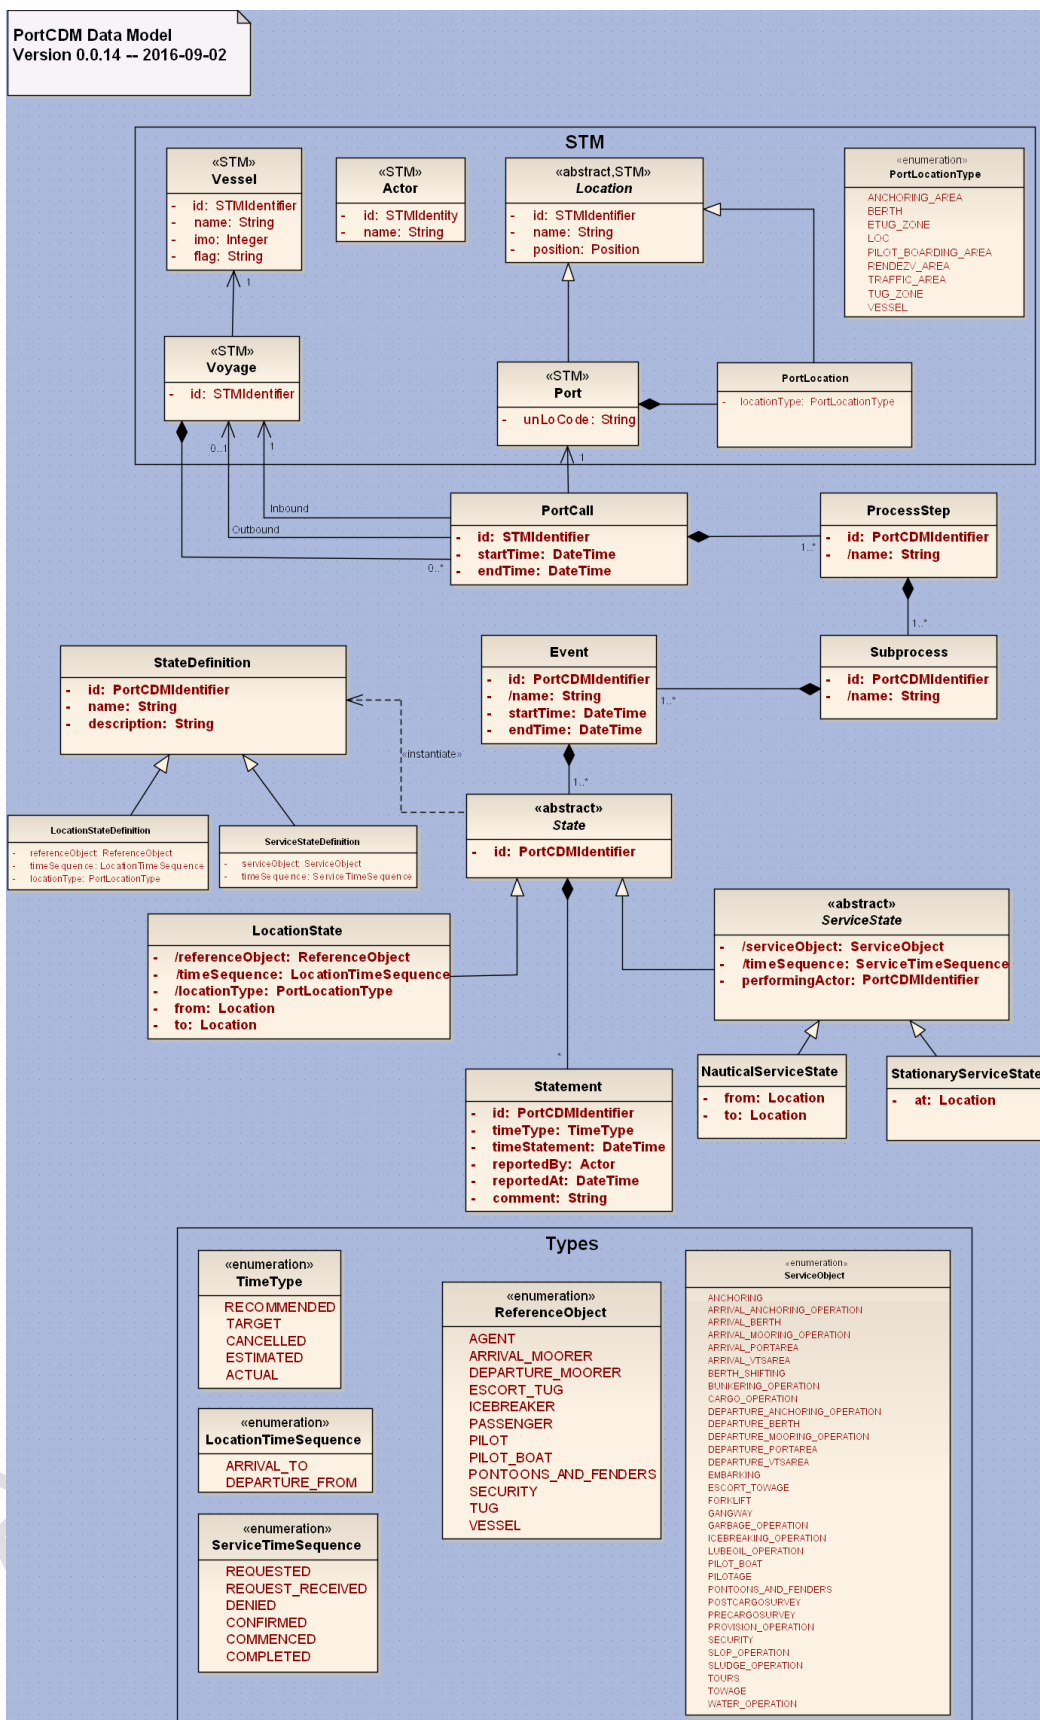 PortCDM Data Model
Version 0.0.14 -- 2016-09-02
STM
«STM»
Vessel
- id: STMIdentifier
- name: String
- imo: Integer
- flag: String
«STM»
Actor
- id: STMIdentity
- name: String
«abstract,STM»
Location
- id: STMIdentifier
- name: String
- position: Position
«enumeration»
PortLocationType
ANCHORING_AREA
BERTH
ETUG_ZONE
LOC
PILOT_BOARDING_AREA
RENDEZV_AREA
TRAFFIC_AREA
TUG_ZONE
VESSEL
1
«STM»
Voyage
- id: STMIdentifier
«STM»
Port
- unLoCode: String
PortLocation
- locationType: PortLocationType
0..1
1
1
Inbound
Outbound
0..*
PortCall
- id: STMIdentifier
- startTime: DateTime
- endTime: DateTime
1..*
ProcessStep
- id: PortCDMIdentifier
- /name: String
1..*
Subprocess
- id: PortCDMIdentifier
- /name: String
1..*
Event
- id: PortCDMIdentifier
- /name: String
- startTime: DateTime
- endTime: DateTime
1..*
StateDefinition
- id: PortCDMIdentifier
- name: String
- description: String
«instantiate»
LocationStateDefinition
- referenceObject: ReferenceObject
- timeSequence: LocationTimeSequence
- locationType: PortLocationType
ServiceStateDefinition
- serviceObject: ServiceObject
- timeSequence: ServiceTimeSequence
«abstract»
State
- id: PortCDMIdentifier
LocationState
- /referenceObject: ReferenceObject
- /timeSequence: LocationTimeSequence
- /locationType: PortLocationType
- from: Location
- to: Location
«abstract»
ServiceState
- /serviceObject: ServiceObject
- /timeSequence: ServiceTimeSequence
- performingActor: PortCDMIdentifier
*
NauticalServiceState
- from: Location
- to: Location
StationaryServiceState
- at: Location
Statement
- id: PortCDMIdentifier
- timeType: TimeType
- timeStatement: DateTime
- reportedBy: Actor
- reportedAt: DateTime
- comment: String
Types
«enumeration»
TimeType
RECOMMENDED
TARGET
CANCELLED
ESTIMATED
ACTUAL
«enumeration»
LocationTimeSequence
ARRIVAL_TO
DEPARTURE_FROM
«enumeration»
ServiceTimeSequence
REQUESTED
REQUEST_RECEIVED
DENIED
CONFIRMED
COMMENCED
COMPLETED
«enumeration»
ReferenceObject
AGENT
ARRIVAL_MOORER
DEPARTURE_MOORER
ESCORT_TUG
ICEBREAKER
PASSENGER
PILOT
PILOT_BOAT
PONTOONS_AND_FENDERS
SECURITY
TUG
VESSEL
«enumeration»
ServiceObject
ANCHORING
ARRIVAL_ANCHORING_OPERATION
ARRIVAL_BERTH
ARRIVAL_MOORING_OPERATION
ARRIVAL_PORTAREA
ARRIVAL_VTSAREA
BERTH_SHIFTING
BUNKERING_OPERATION
CARGO_OPERATION
DEPARTURE_ANCHORING_OPERATION
DEPARTURE_BERTH
DEPARTURE_MOORING_OPERATION
DEPARTURE_PORTAREA
DEPARTURE_VTSAREA
EMBARKING
ESCORT_TOWAGE
FORKLIFT
GANGWAY
GARBAGE_OPERATION
ICEBREAKING_OPERATION
LUBEOIL_OPERATION
PILOT_BOAT
PILOTAGE
PONTOONS_AND_FENDERS
POSTCARGOSURVEY
PRECARGOSURVEY
PROVISION_OPERATION
SECURITY
SLOP_OPERATION
SLUDGE_OPERATION
TOURS
TOWAGE
WATER_OPERATION